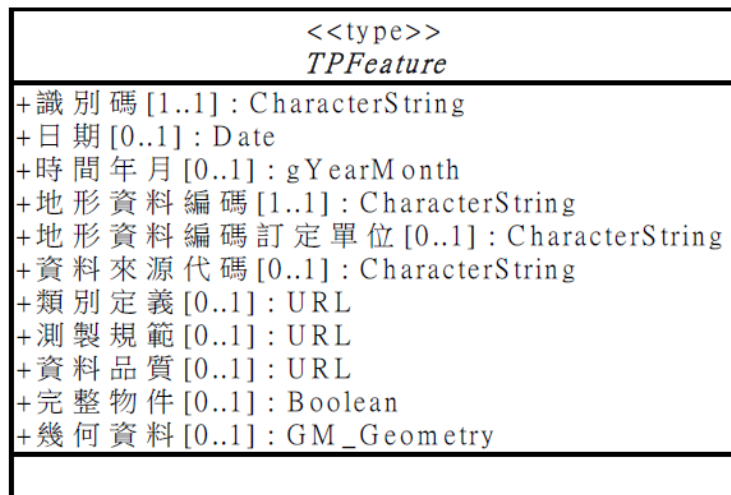 <<type>>
TPFeature
+識別碼[1..1] : CharacterString
+日期[0..1] : Date
+時間年月[0..1] : gYearMonth
+地形資料編碼[1..1] : CharacterString
+地形資料編碼訂定單位[0..1] : CharacterString
+資料來源代碼[0..1] : CharacterString
+類別定義[0..1] : URL
+測製規範[0..1] : URL
+資料品質[0..1] : URL
+完整物件[0..1] : Boolean
+幾何資料[0..1] : GM_Geometry